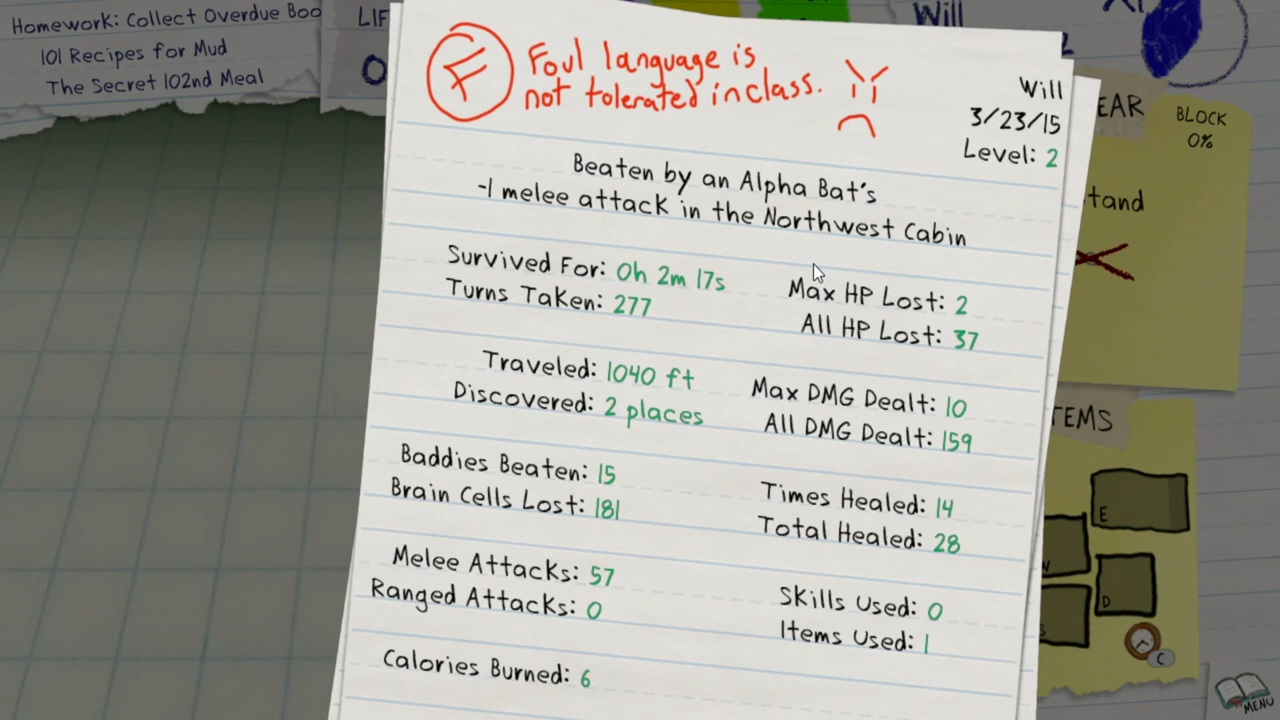 Homework: Collect Overdue Boo
101 Recipes for Mud
The Secret 102nd Meal
LIF
0
Will
F
Foul language is
not tolerated in class.
Will
3/23/15
Level: 2
Beaten by an Alpha Bat's
-1 melee attack in the Northwest Cabin
Survived For: 0h 2m 17s
Turns Taken: 277
Max HP Lost: 2
All HP Lost: 37
Traveled: 1040 ft
Discovered: 2 places
Max DMG Dealt: 10
All DMG Dealt: 159
Baddies Beaten: 15
Brain Cells Lost: 181
Times Healed: 14
Total Healed: 28
Melee Attacks: 57
Ranged Attacks: 0
Skills Used: 0
Items Used: 1
Calories Burned: 6
EAR
BLOCK
0%
tand
TEMS
E
D
C
MENU